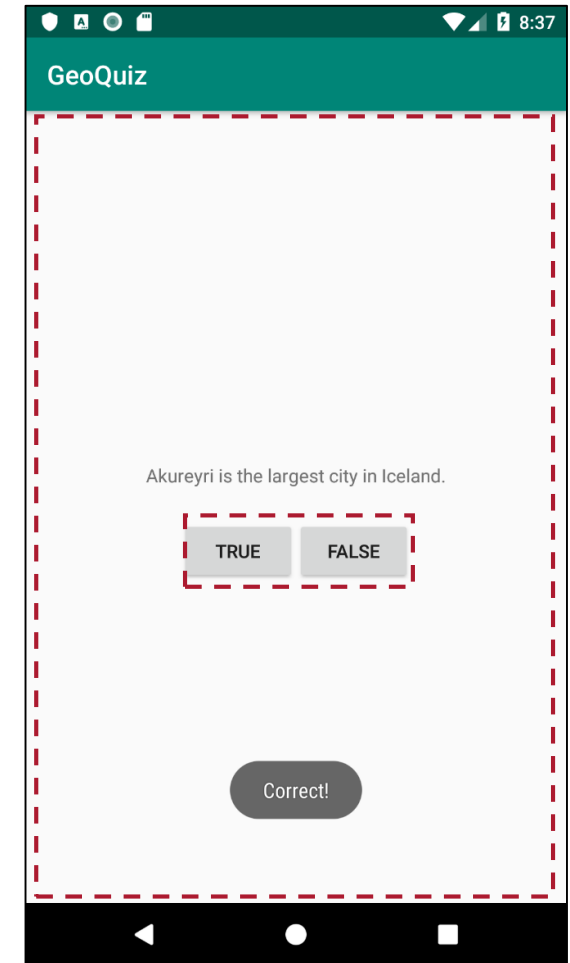 8:37
GeoQuiz
Akureyri is the largest city in Iceland.
TRUE FALSE
Correct!